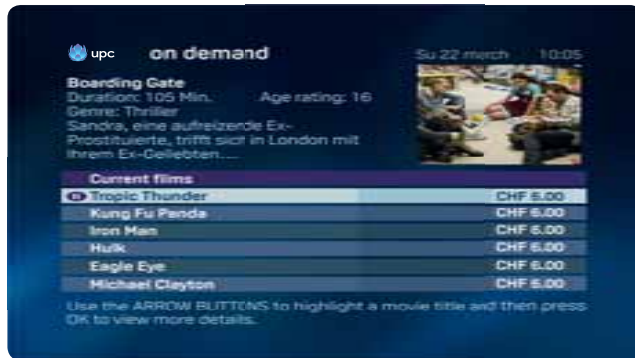 upc on demand Su 22 march 10:05
Boarding Gate
Duration: 105 Min. Age rating: 16
Genre: Thriller
Sandra, eine aufreizende Ex-
Prostituierte, trifft sich in London mit
Ihrem Ex-Geliebten....
Current films
Tropic Thunder CHF 6.00
Kung Fu Panda CHF 6.00
Iron Man CHF 6.00
Hulk CHF 6.00
Eagle Eye CHF 6.00
Michael Clayton CHF 6.00
Use the ARROW BUTTONS to highlight a movie title and then press
OK to view more details.